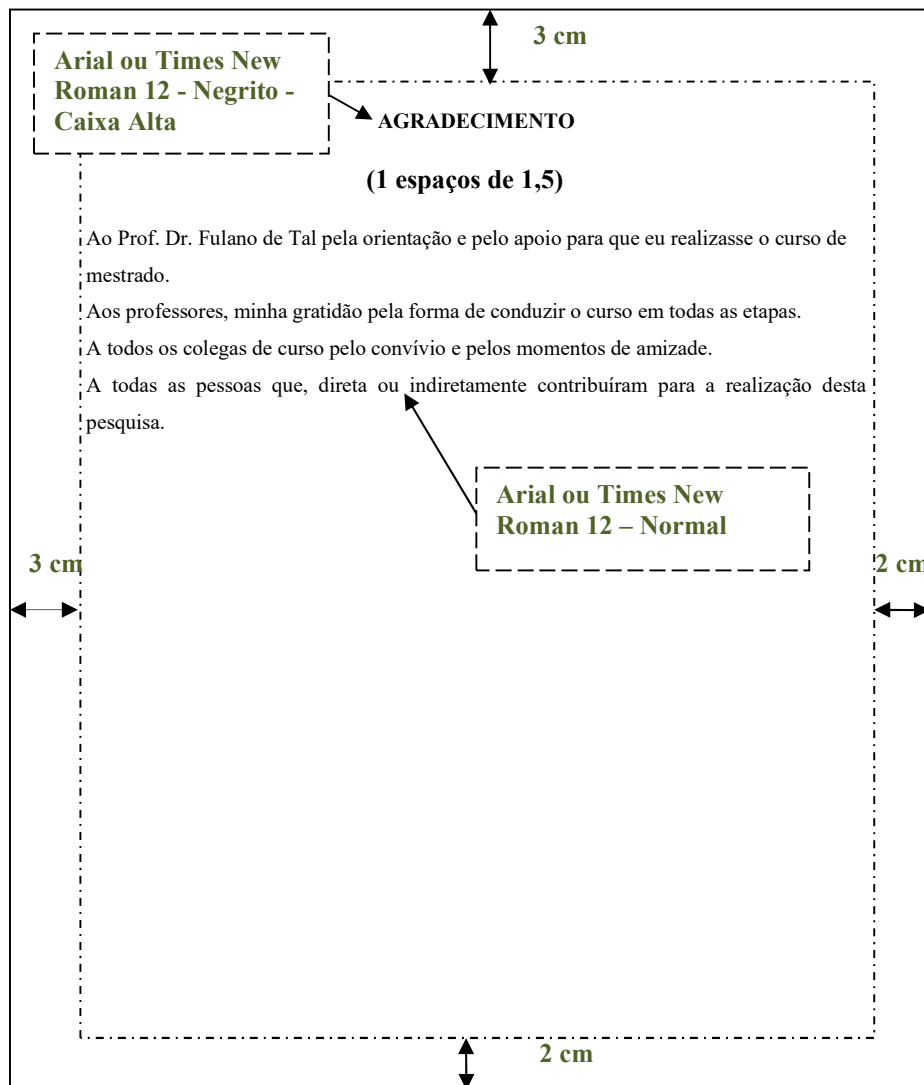 3 cm
Arial ou Times New
Roman 12 - Negrito -
Caixa Alta
AGRADECIMENTO
(1 espaços de 1,5)
Ao Prof. Dr. Fulano de Tal pela orientação e pelo apoio para que eu realizasse o curso de
mestrado.
Aos professores, minha gratidão pela forma de conduzir o curso em todas as etapas.
A todos os colegas de curso pelo convívio e pelos momentos de amizade.
A todas as pessoas que, direta ou indiretamente contribuíram para a realização desta
pesquisa.
Arial ou Times New
Roman 12 – Normal
3 cm
2 cm
2 cm